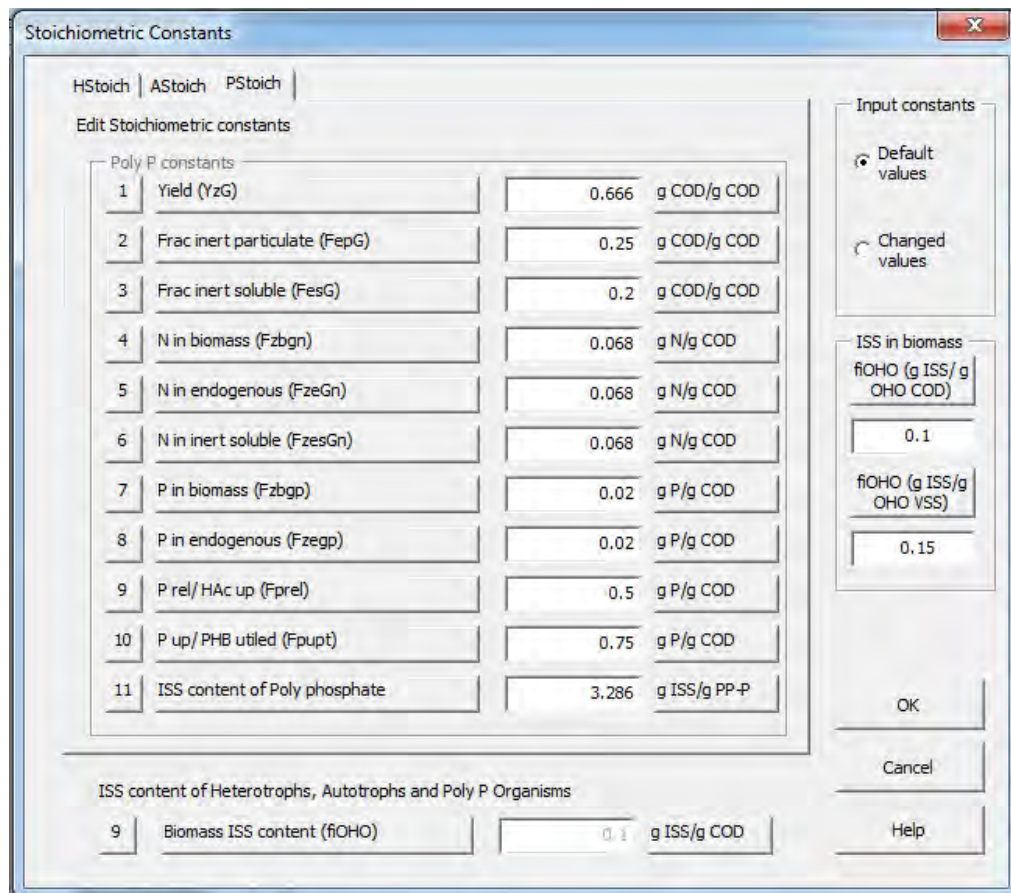 Stoichiometric Constants
HStoich AStoich PStoich
Edit Stoichiometric constants
Poly P constants
1 Yield (YzG) 0.666 g COD/g COD
2 Frac inert particulate (FepG) 0.25 g COD/g COD
3 Frac inert soluble (FesG) 0.2 g COD/g COD
4 N in biomass (Fzbgn) 0.068 g N/g COD
5 N in endogenous (FzeGn) 0.068 g N/g COD
6 N in inert soluble (FzesGn) 0.068 g N/g COD
7 P in biomass (Fzbgp) 0.02 g P/g COD
8 P in endogenous (Fzegp) 0.02 g P/g COD
9 P rel/ HAc up (Fprel) 0.5 g P/g COD
10 P up/ PHB utiled (Fpupt) 0.75 g P/g COD
11 ISS content of Poly phosphate 3.286 g ISS/g PP-P
ISS content of Heterotrophs, Autotrophs and Poly P Organisms
9 Biomass ISS content (fiOHO) 0.1 g ISS/g COD
Input constants
Default
values
Changed
values
ISS in biomass
fiOHO (g ISS/ g
OHO COD)
0.1
fiOHO (g ISS/g
OHO VSS)
0.15
OK
Cancel
Help